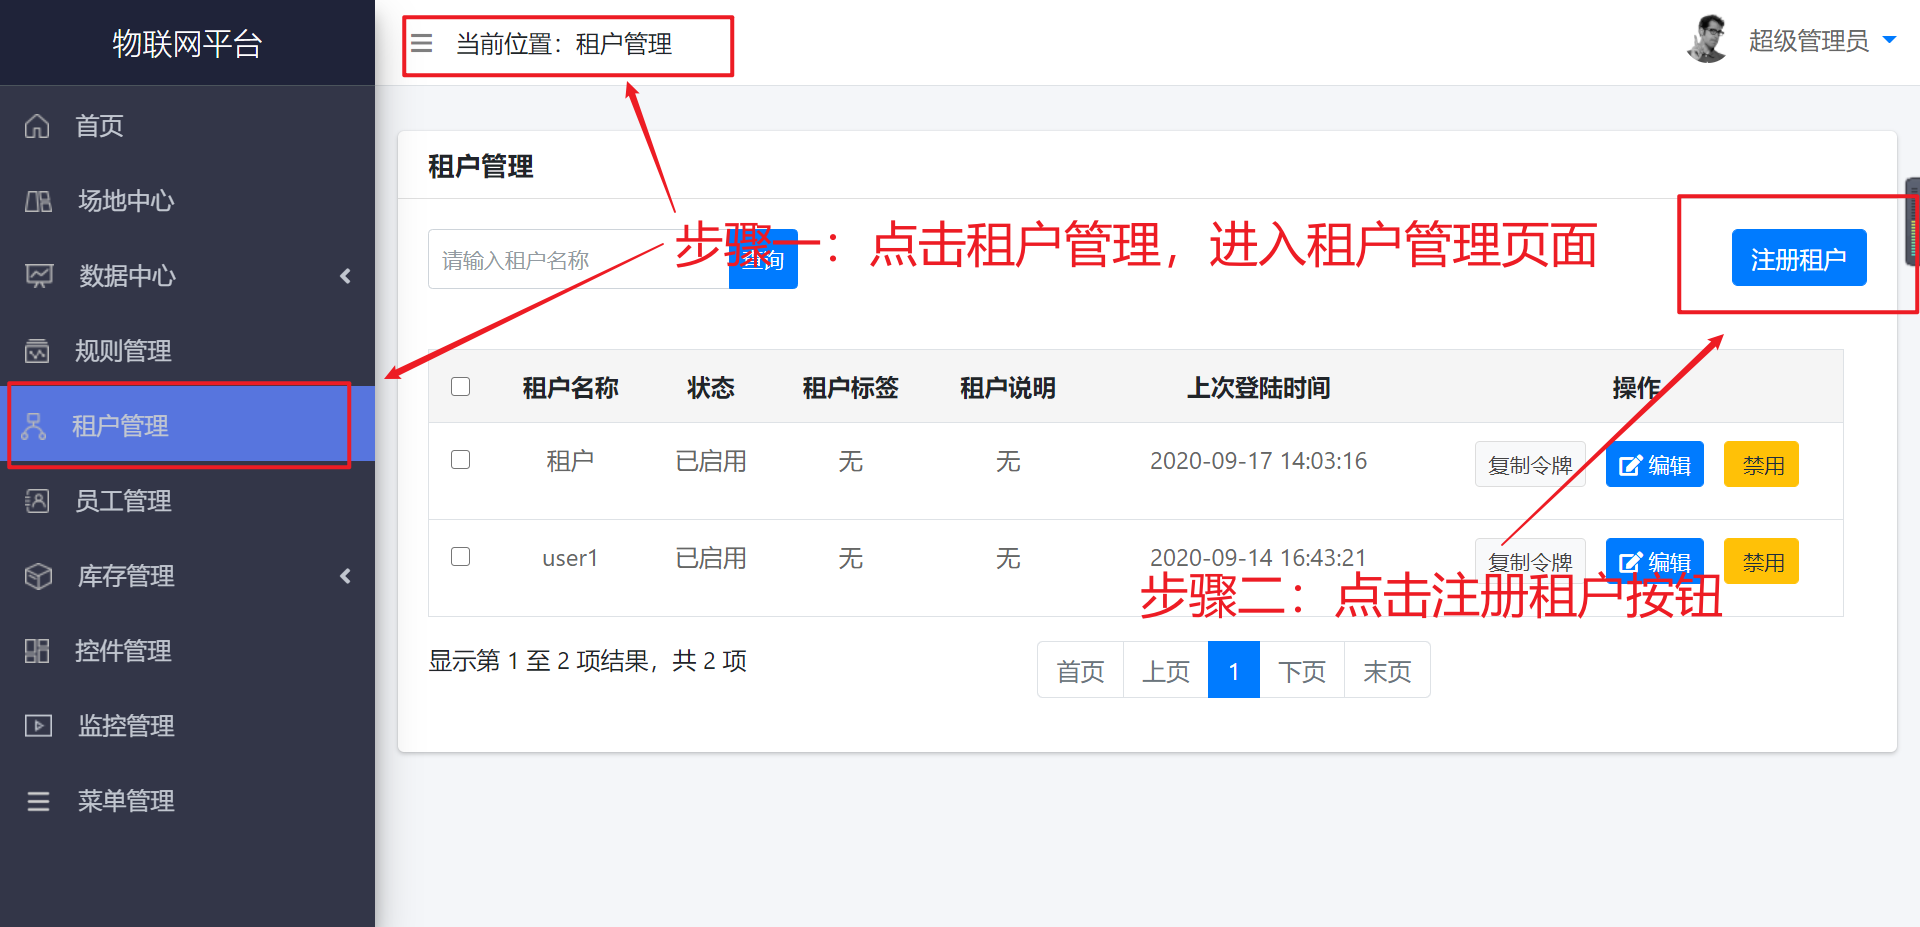 物联网平台
当前位置：租户管理
超级管理员
首页
场地中心
数据中心
规则管理
租户管理
员工管理
库存管理
控件管理
监控管理
菜单管理
租户管理
请输入租户名称
查询
步骤一：点击租户管理，进入租户管理页面
注册租户
租户名称 状态 租户标签 租户说明 上次登陆时间 操作
租户 已启用 无 无 2020-09-17 14:03:16 复制令牌 编辑 禁用
user1 已启用 无 无 2020-09-14 16:43:21 复制令牌 编辑 禁用
步骤二：点击注册租户按钮
显示第 1 至 2 项结果，共 2 项
首页 上页 1 下页 末页